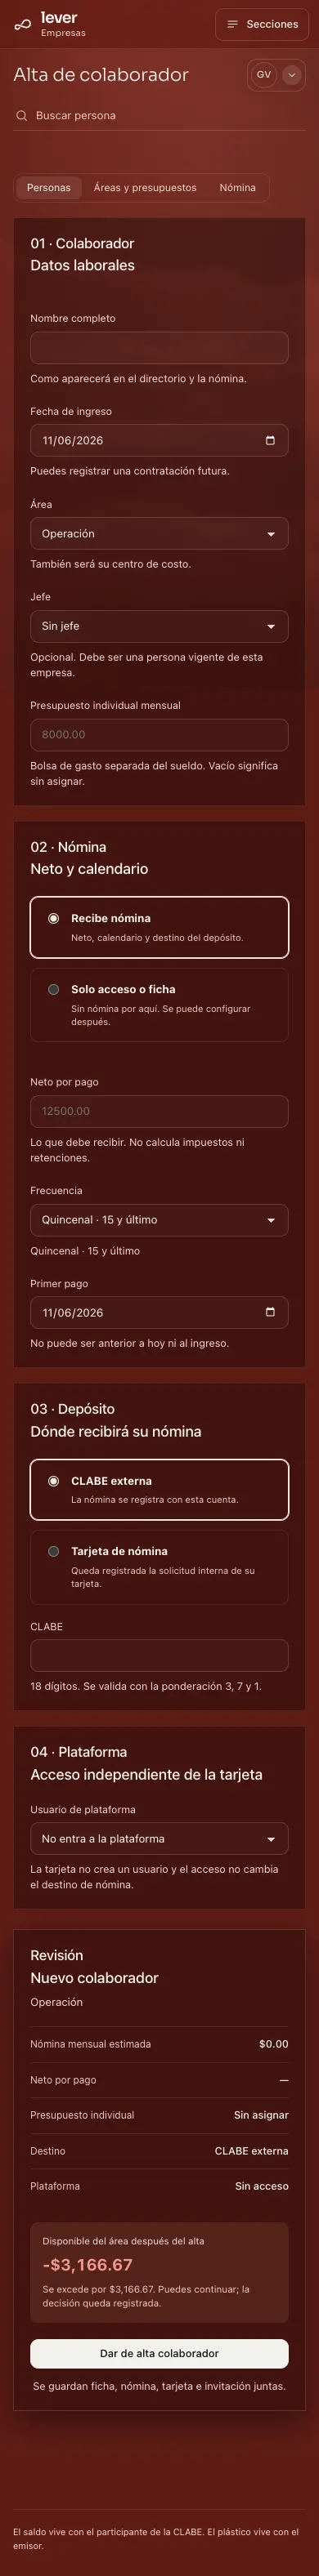 lever
Empresas
Secciones
Alta de colaborador
GV
Buscar persona
Personas
Áreas y presupuestos
Nómina
01 · Colaborador
Datos laborales
Nombre completo
Como aparecerá en el directorio y la nómina.
Fecha de ingreso
11/06/2026
Puedes registrar una contratación futura.
Área
Operación
También será su centro de costo.
Jefe
Sin jefe
Opcional. Debe ser una persona vigente de esta
empresa.
Presupuesto individual mensual
8000.00
Bolsa de gasto separada del sueldo. Vacío significa
sin asignar.
02 · Nómina
Neto y calendario
Recibe nómina
Neto, calendario y destino del depósito.
Solo acceso o ficha
Sin nómina por aquí. Se puede configurar
después.
Neto por pago
12500.00
Lo que debe recibir. No calcula impuestos ni
retenciones.
Frecuencia
Quincenal · 15 y último
Quincenal · 15 y último
Primer pago
11/06/2026
No puede ser anterior a hoy ni al ingreso.
03 · Depósito
Dónde recibirá su nómina
CLABE externa
La nómina se registra con esta cuenta.
Tarjeta de nómina
Queda registrada la solicitud interna de su
tarjeta.
CLABE
18 dígitos. Se valida con la ponderación 3, 7 y 1.
04 · Plataforma
Acceso independiente de la tarjeta
Usuario de plataforma
No entra a la plataforma
La tarjeta no crea un usuario y el acceso no cambia
el destino de nómina.
Revisión
Nuevo colaborador
Operación
Nómina mensual estimada $0.00
Neto por pago —
Presupuesto individual Sin asignar
Destino CLABE externa
Plataforma Sin acceso
Disponible del área después del alta
-$3,166.67
Se excede por $3,166.67. Puedes continuar; la
decisión queda registrada.
Dar de alta colaborador
Se guardan ficha, nómina, tarjeta e invitación juntas.
El saldo vive con el participante de la CLABE. El plástico vive con el
emisor.